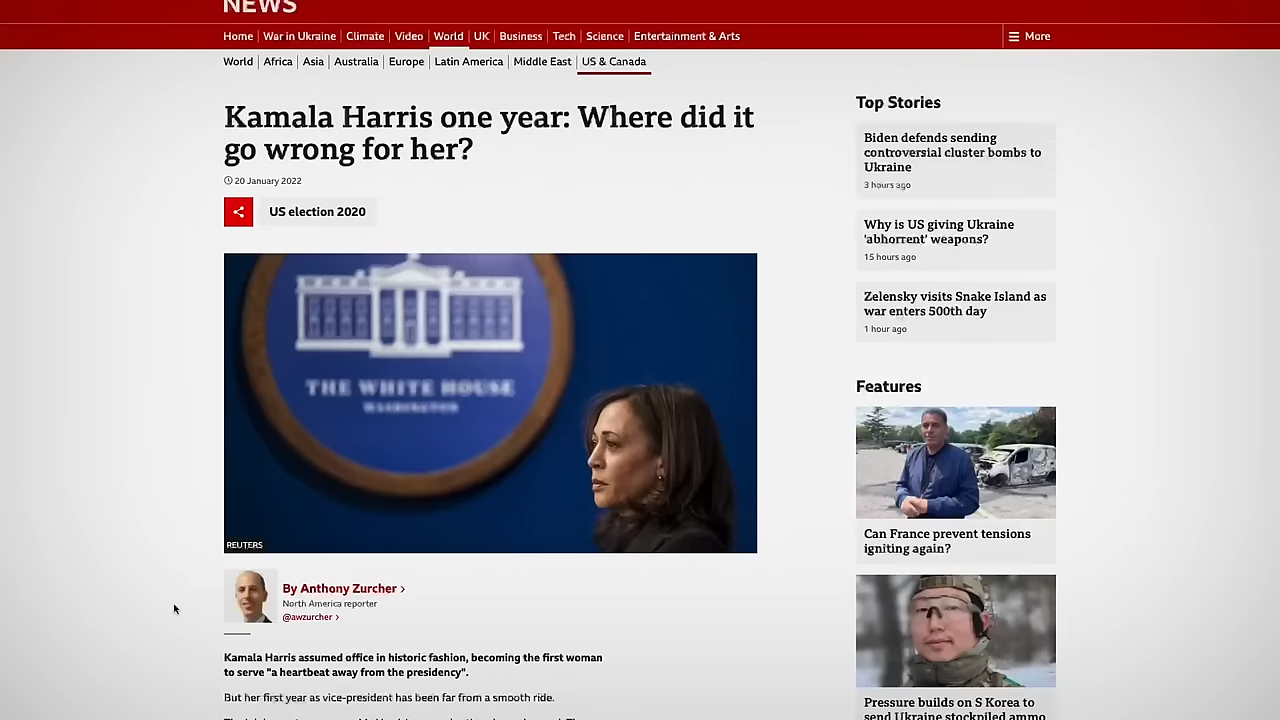 NEWS
Home
War in Ukraine
Climate
Video
World
UK
Business
Tech
Science
Entertainment & Arts
More
World
Africa
Asia
Australia
Europe
Latin America
Middle East
US & Canada
Kamala Harris one year: Where did it
go wrong for her?
20 January 2022
US election 2020
THE WHITE HOUSE
WASHINGTON
REUTERS
By Anthony Zurcher
North America reporter
@awzurcher
Kamala Harris assumed office in historic fashion, becoming the first woman
to serve "a heartbeat away from the presidency".
But her first year as vice-president has been far from a smooth ride.
Top Stories
Biden defends sending
controversial cluster bombs to
Ukraine
3 hours ago
Why is US giving Ukraine
'abhorrent' weapons?
15 hours ago
Zelensky visits Snake Island as
war enters 500th day
1 hour ago
Features
Can France prevent tensions
igniting again?
Pressure builds on S Korea to
send Ukraine stockpiled ammo